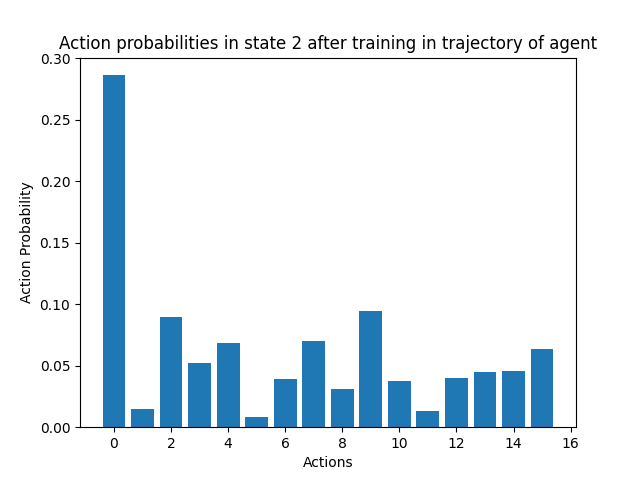 Action probabilities in state 2 after training in trajectory of agent
0.30
0.25
0.20
0.15
0.10
0.05
0.00
Action Probability
0 2 4 6 8 10 12 14 16
Actions